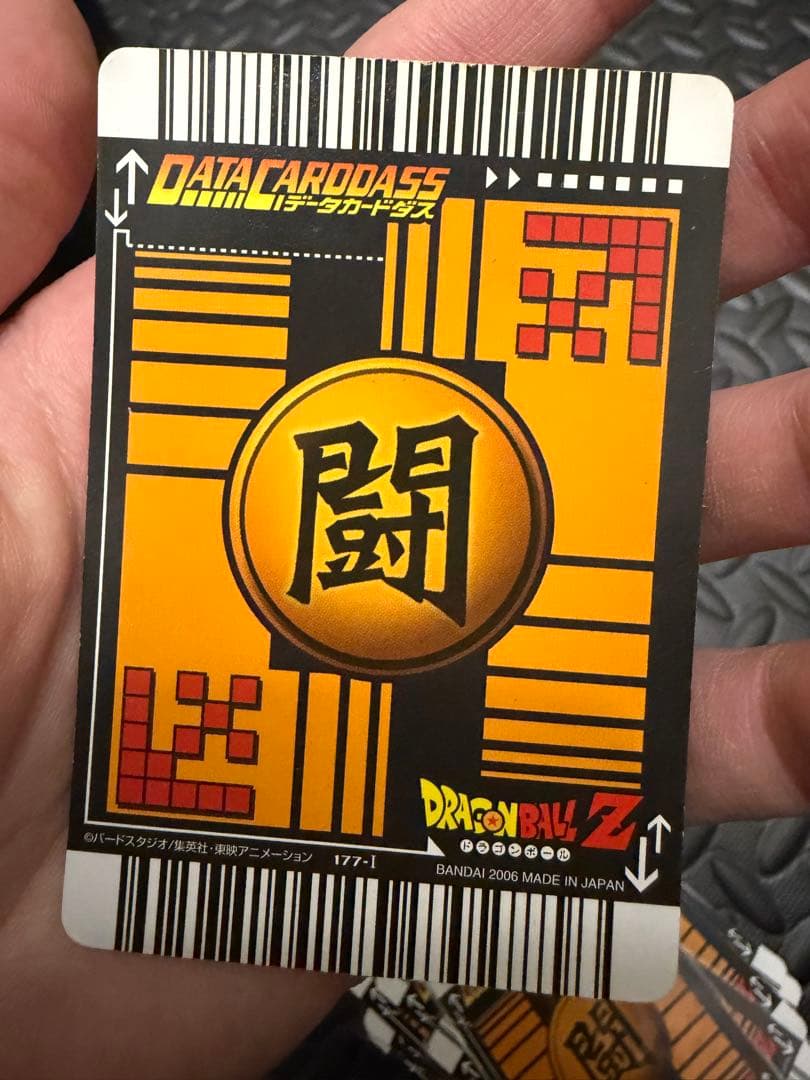 DATA CARDDASS
データカードダス
闘
DRAGON BALL Z
ドラゴンボール
©バードスタジオ/集英社・東映アニメーション
177-I
BANDAI 2006 MADE IN JAPAN